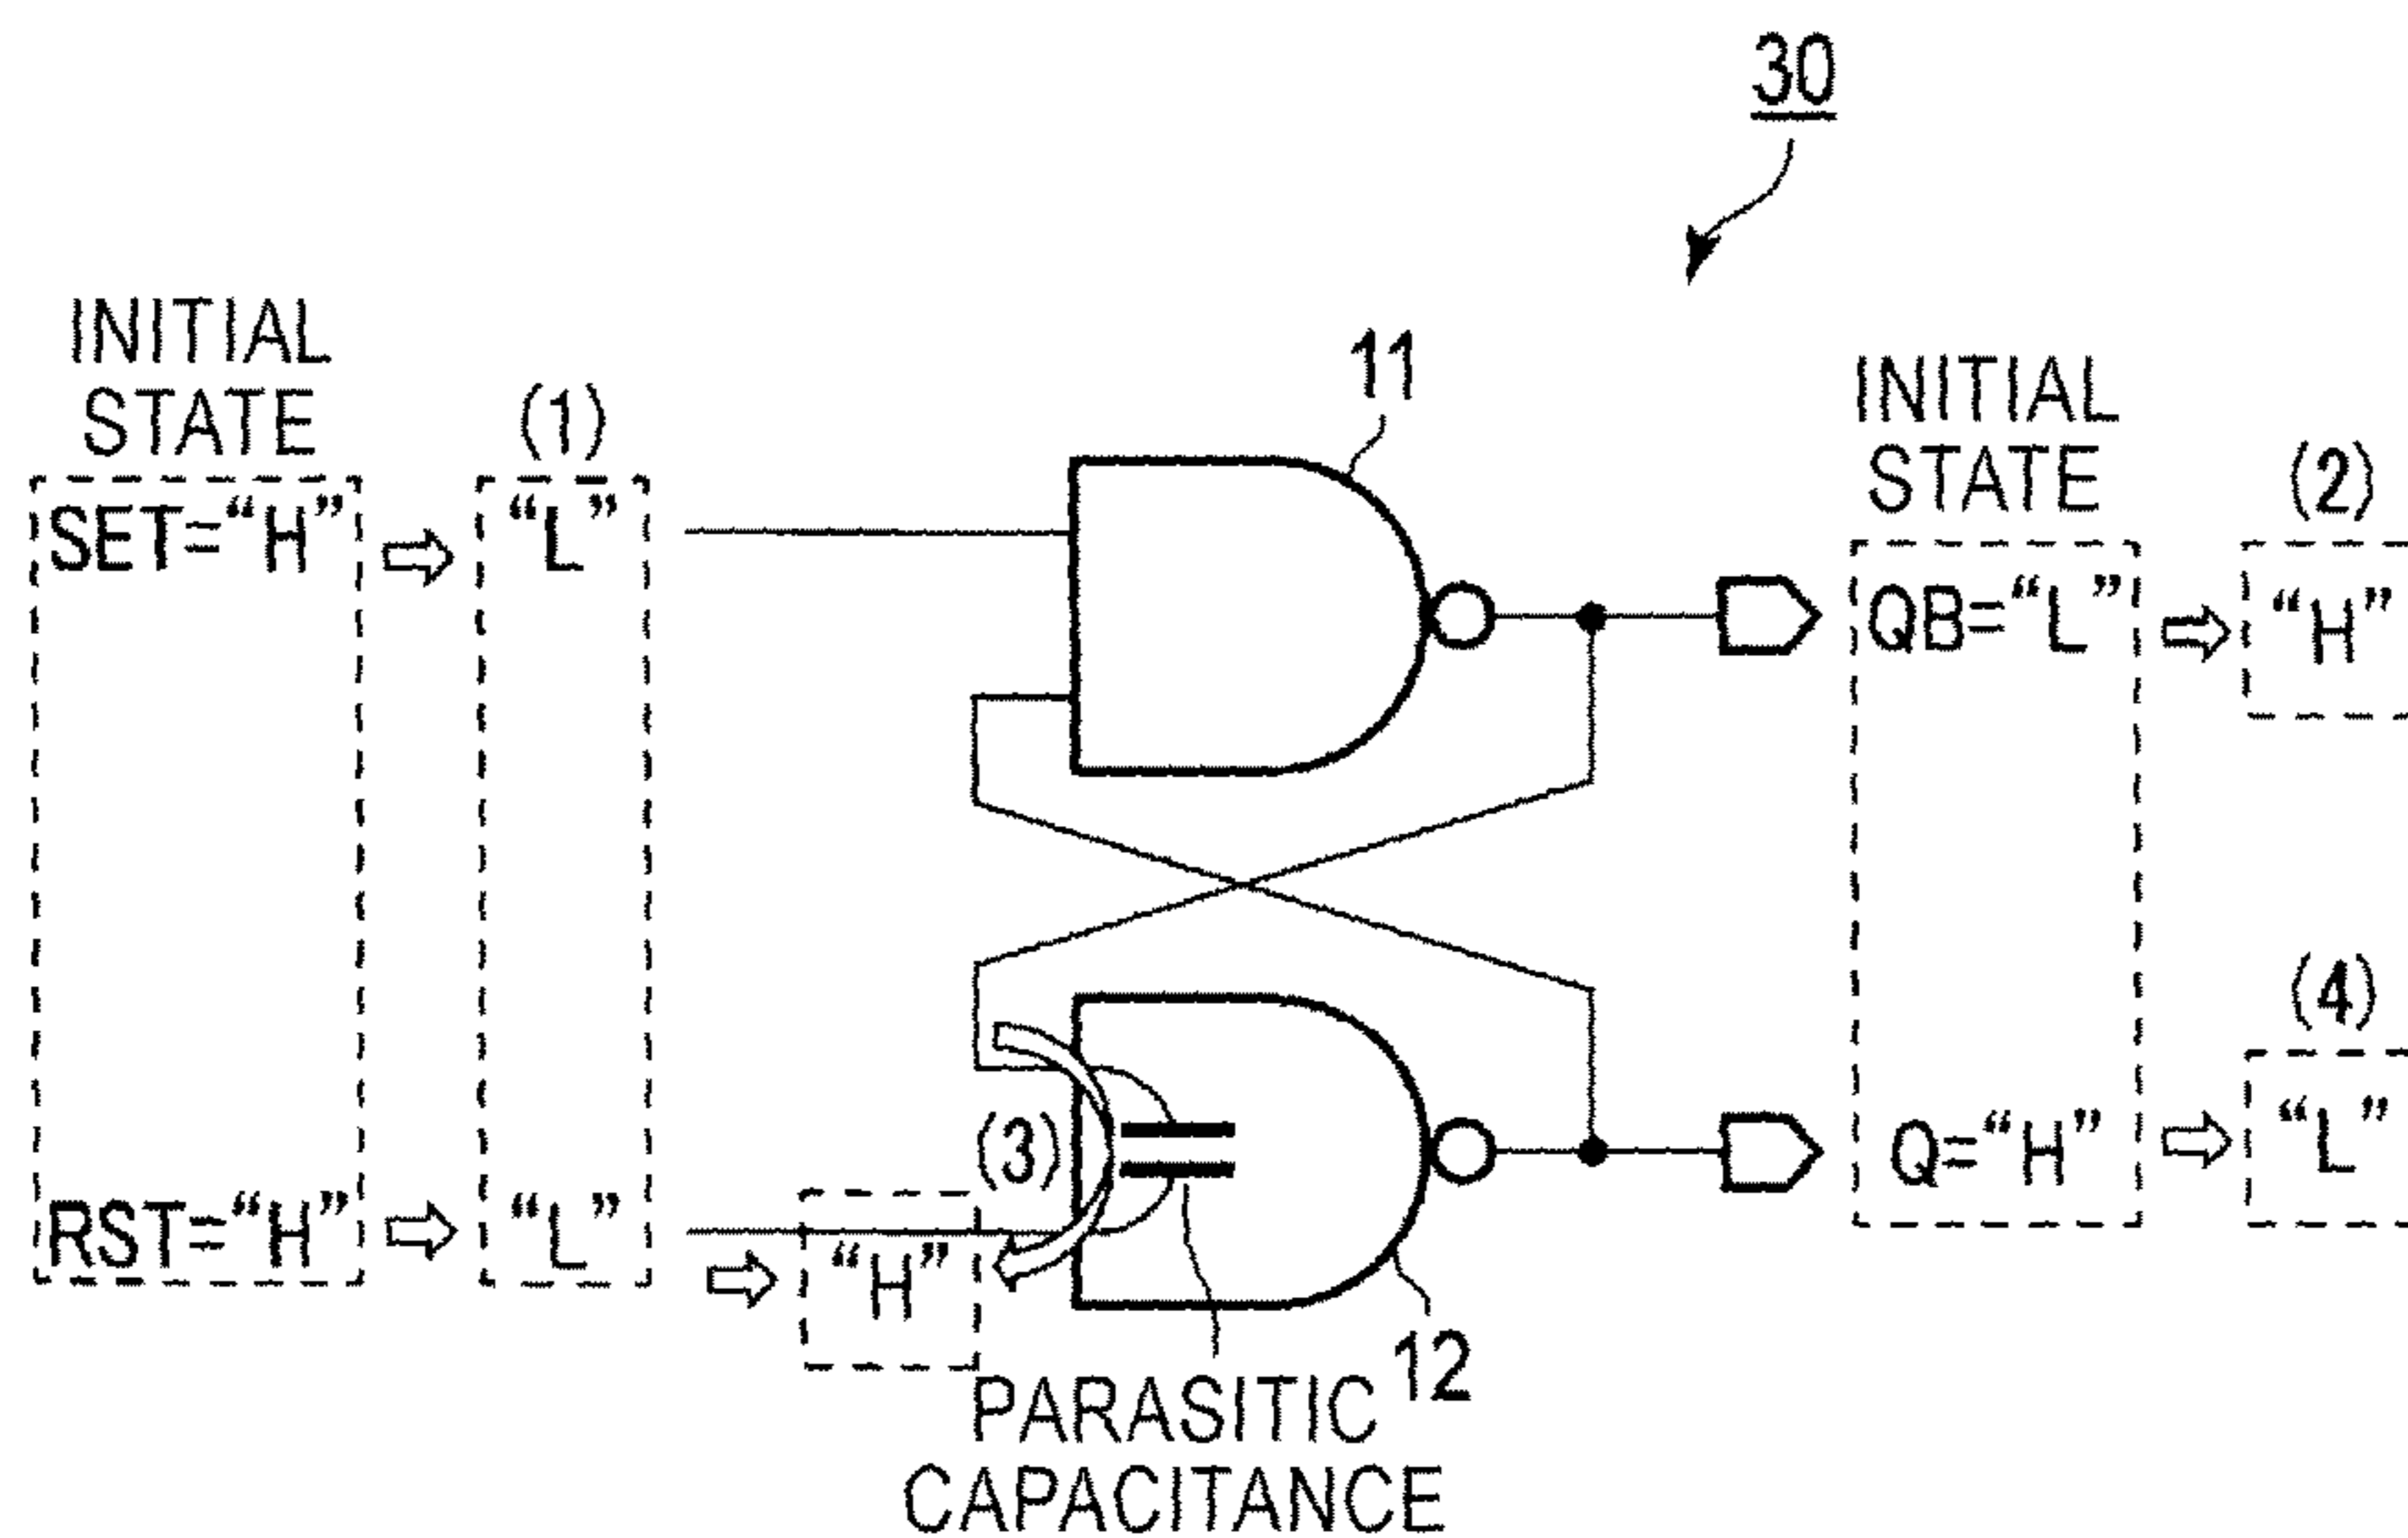 30
INITIAL
STATE
(1)
11
INITIAL
STATE
(2)
SET=“H”
“L”
QB=“L”
“H”
(3)
(4)
RST=“H”
“L”
“H”
Q=“H”
“L”
12
PARASITIC
CAPACITANCE